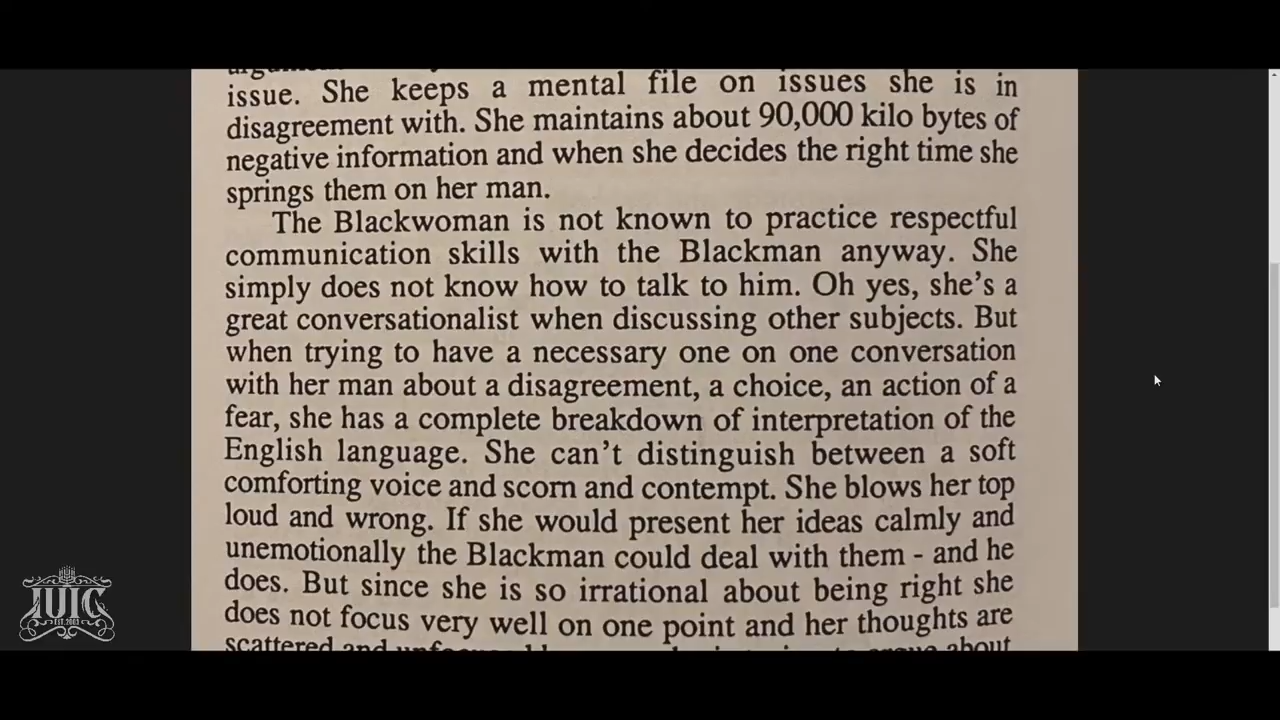 issue. She keeps a mental file on issues she is in
disagreement with. She maintains about 90,000 kilo bytes of
negative information and when she decides the right time she
springs them on her man.
The Blackwoman is not known to practice respectful
communication skills with the Blackman anyway. She
simply does not know how to talk to him. Oh yes, she's a
great conversationalist when discussing other subjects. But
when trying to have a necessary one on one conversation
with her man about a disagreement, a choice, an action of a
fear, she has a complete breakdown of interpretation of the
English language. She can't distinguish between a soft
comforting voice and scorn and contempt. She blows her top
loud and wrong. If she would present her ideas calmly and
unemotionally the Blackman could deal with them - and he
does. But since she is so irrational about being right she
does not focus very well on one point and her thoughts are
scattered and
IUIC
EST. 2003